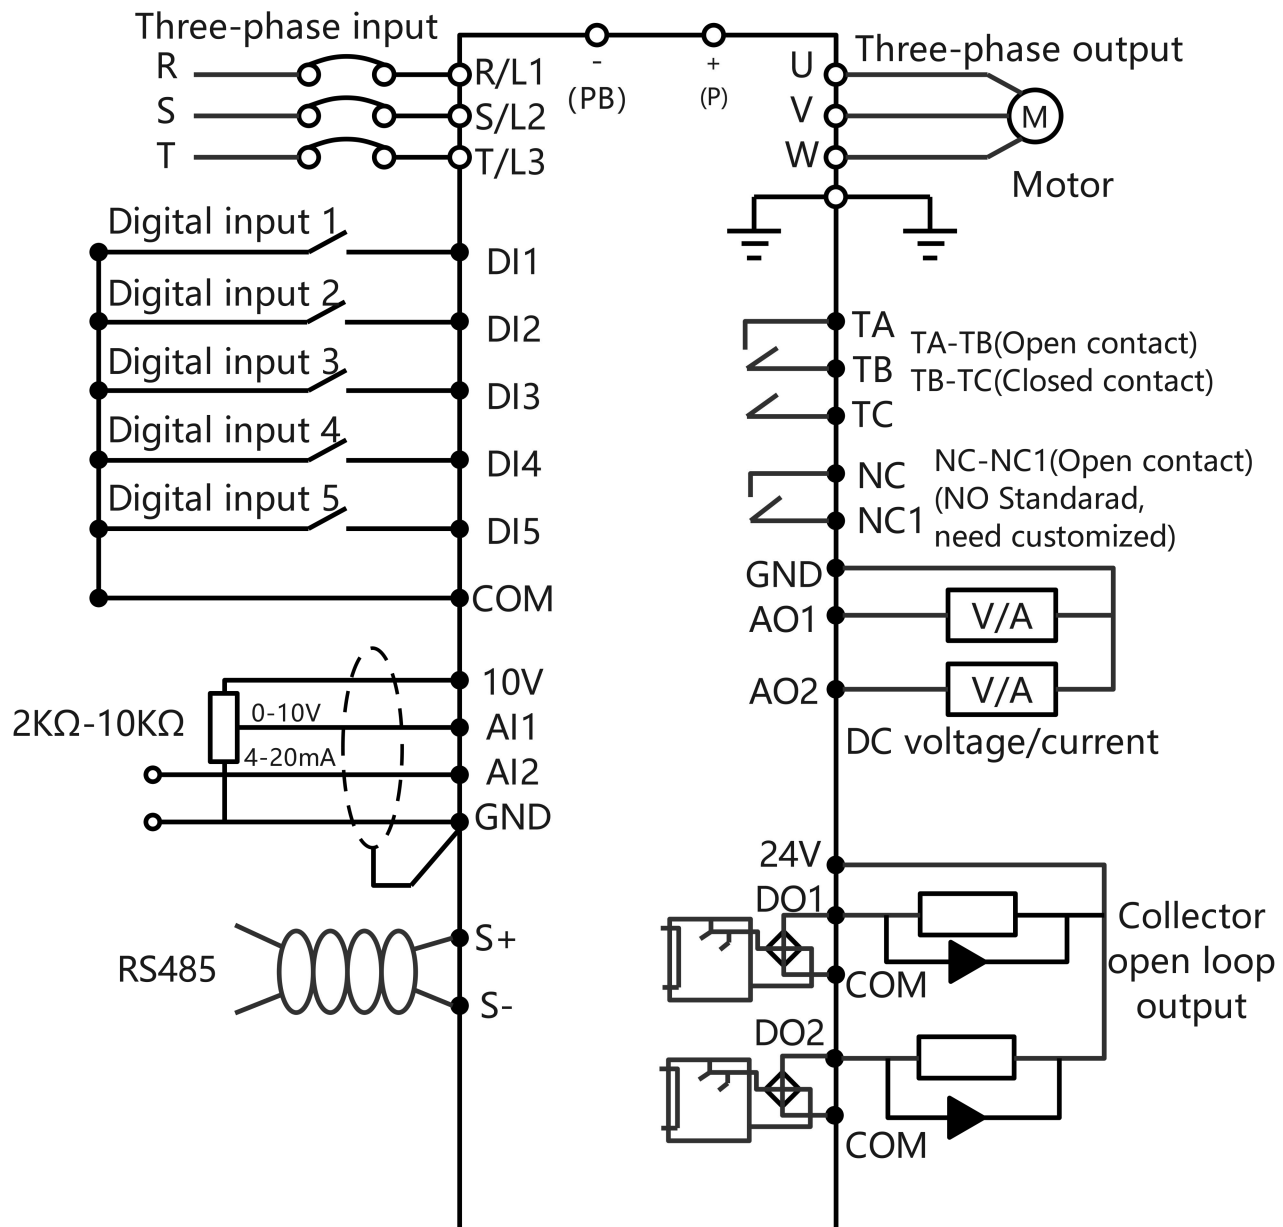 Three-phase input
R
S
T
R/L1
S/L2
T/L3
-
(PB)
+
(P)
U
V
W
Three-phase output
M
Motor
Digital input 1
DI1
Digital input 2
DI2
Digital input 3
DI3
Digital input 4
DI4
Digital input 5
DI5
COM
10V
2KΩ-10KΩ
0-10V
AI1
4-20mA
AI2
GND
RS485
S+
S-
TA
TB
TC
TA-TB(Open contact)
TB-TC(Closed contact)
NC
NC1
NC-NC1(Open contact)
(NO Standarad,
need customized)
GND
AO1
V/A
AO2
V/A
DC voltage/current
24V
DO1
COM
DO2
COM
Collector
open loop
output